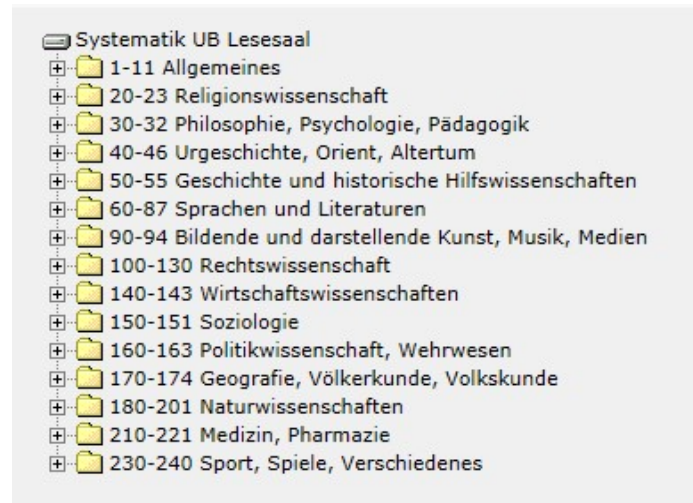 Systematik UB Lesesaal
1-11 Allgemeines
20-23 Religionswissenschaft
30-32 Philosophie, Psychologie, Pädagogik
40-46 Urgeschichte, Orient, Altertum
50-55 Geschichte und historische Hilfswissenschaften
60-87 Sprachen und Literaturen
90-94 Bildende und darstellende Kunst, Musik, Medien
100-130 Rechtswissenschaft
140-143 Wirtschaftswissenschaften
150-151 Soziologie
160-163 Politikwissenschaft, Wehrwesen
170-174 Geografie, Völkerkunde, Volkskunde
180-201 Naturwissenschaften
210-221 Medizin, Pharmazie
230-240 Sport, Spiele, Verschiedenes